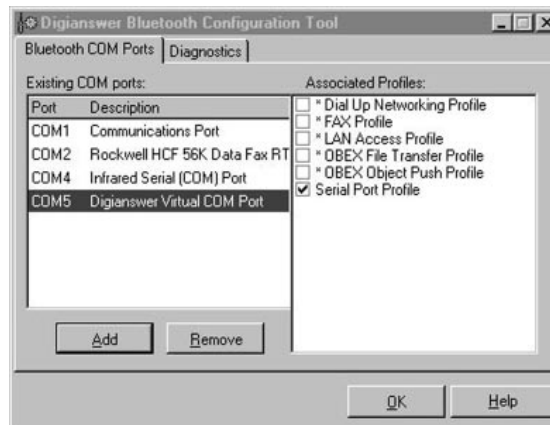 Digianswer Bluetooth Configuration Tool
Bluetooth COM Ports
Diagnostics
Existing COM ports:
Port Description
COM1 Communications Port
COM2 Rockwell HCF 56K Data Fax RT
COM4 Infrared Serial (COM) Port
COM5 Digianswer Virtual COM Port
Add
Remove
Associated Profiles:
* Dial Up Networking Profile
* FAX Profile
* LAN Access Profile
* OBEX File Transfer Profile
* OBEX Object Push Profile
Serial Port Profile
OK
Help